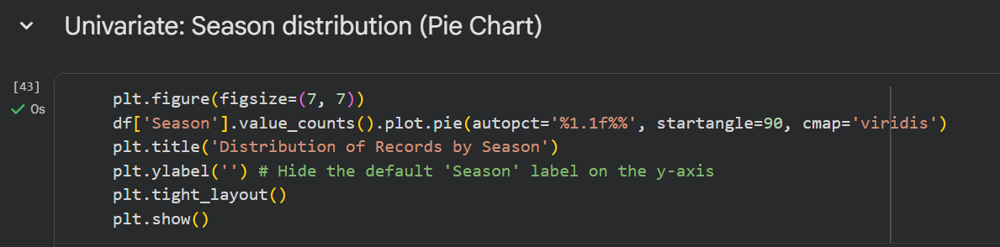 Univariate: Season distribution (Pie Chart)
[43]
0s
plt.figure(figsize=(7, 7))
df['Season'].value_counts().plot.pie(autopct='%1.1f%%', startangle=90, cmap='viridis')
plt.title('Distribution of Records by Season')
plt.ylabel('') # Hide the default 'Season' label on the y-axis
plt.tight_layout()
plt.show()